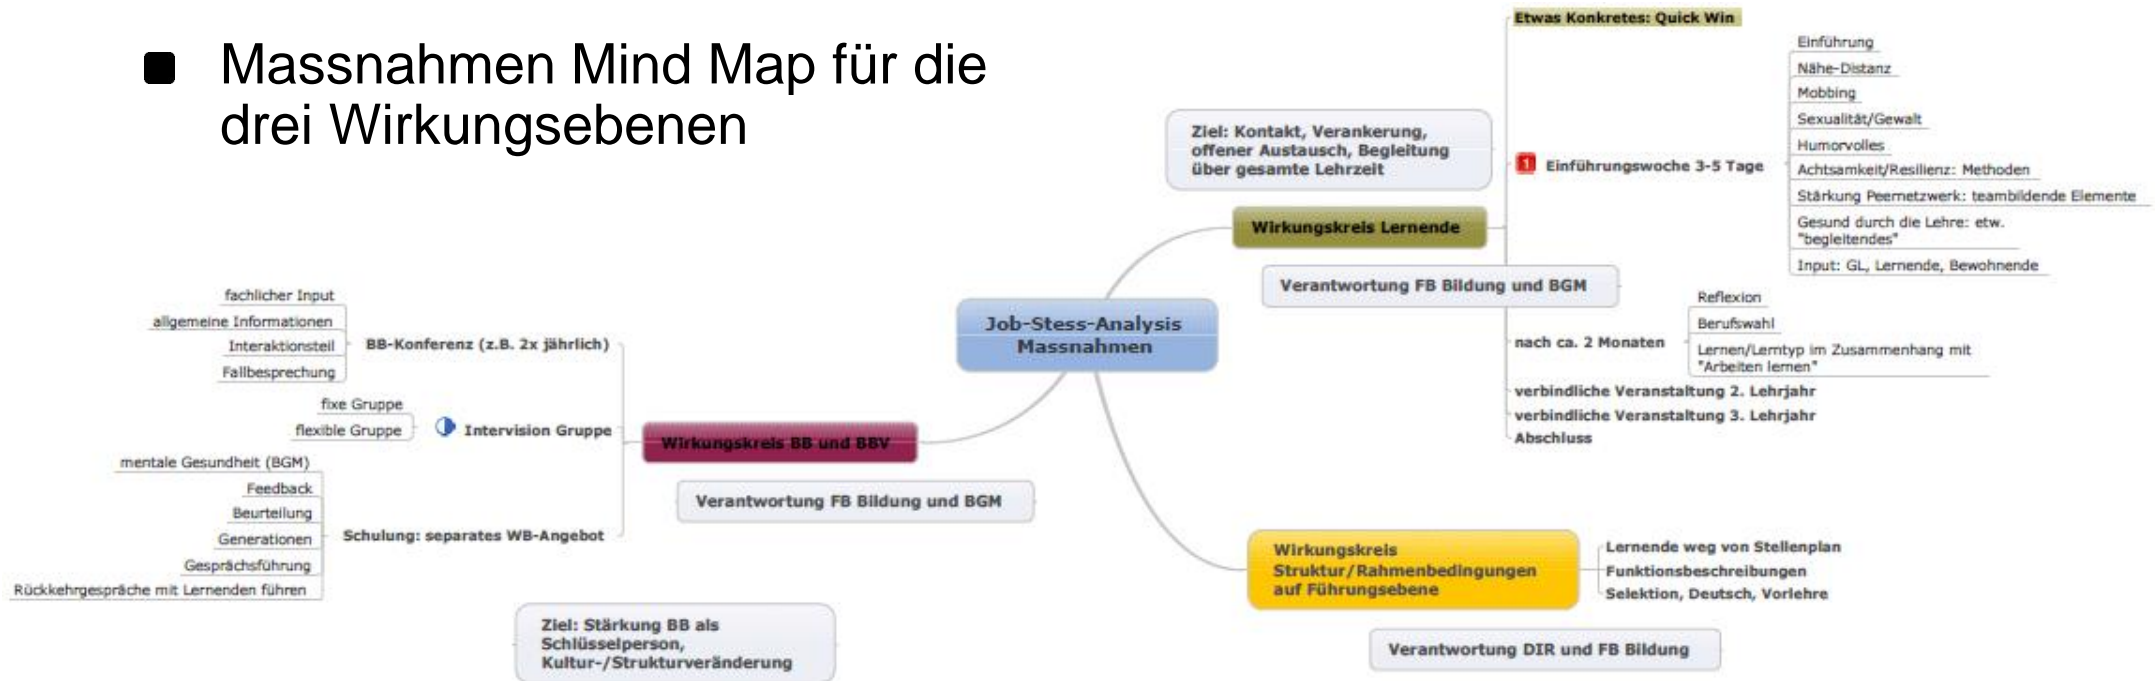 Massnahmen Mind Map für die
drei Wirkungsebenen
Job-Stess-Analysis
Massnahmen
Wirkungskreis Lernende
Ziel: Kontakt, Verankerung,
offener Austausch, Begleitung
über gesamte Lehrzeit
Verantwortung FB Bildung und BGM
Etwas Konkretes: Quick Win
1 Einführungswoche 3-5 Tage
Einführung
Nähe-Distanz
Mobbing
Sexualität/Gewalt
Humorvolles
Achtsamkeit/Resilienz: Methoden
Stärkung Peernetzwerk: teambildende Elemente
Gesund durch die Lehre: etw.
"begleitendes"
Input: GL, Lernende, Bewohnende
nach ca. 2 Monaten
Reflexion
Berufswahl
Lernen/Lerntyp im Zusammenhang mit
"Arbeiten lernen"
verbindliche Veranstaltung 2. Lehrjahr
verbindliche Veranstaltung 3. Lehrjahr
Abschluss
Wirkungskreis
Struktur/Rahmenbedingungen
auf Führungsebene
Lernende weg von Stellenplan
Funktionsbeschreibungen
Selektion, Deutsch, Vorlehre
Verantwortung DIR und FB Bildung
Wirkungskreis BB und BBV
Verantwortung FB Bildung und BGM
BB-Konferenz (z.B. 2x jährlich)
fachlicher Input
allgemeine Informationen
Interaktionsteil
Fallbesprechung
Intervision Gruppe
fixe Gruppe
flexible Gruppe
Schulung: separates WB-Angebot
mentale Gesundheit (BGM)
Feedback
Beurteilung
Generationen
Gesprächsführung
Rückkehrgespräche mit Lernenden führen
Ziel: Stärkung BB als
Schlüsselperson,
Kultur-/Strukturveränderung